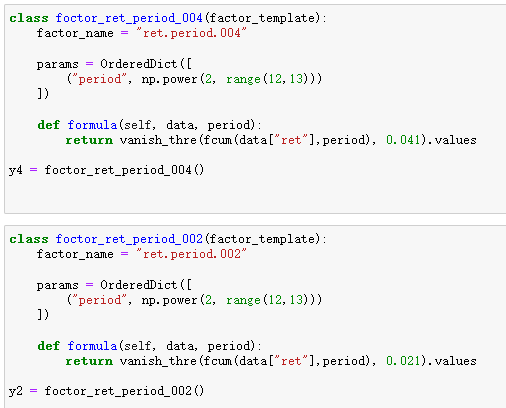 class foctor_ret_period_004(factor_template):
    factor_name = "ret.period.004"
    params = OrderedDict([
        ("period", np.power(2, range(12,13)))
    ])
    def formula(self, data, period):
        return vanish_thre(fcum(data["ret"],period), 0.041).values
y4 = foctor_ret_period_004()
class foctor_ret_period_002(factor_template):
    factor_name = "ret.period.002"
    params = OrderedDict([
        ("period", np.power(2, range(12,13)))
    ])
    def formula(self, data, period):
        return vanish_thre(fcum(data["ret"],period), 0.021).values
y2 = foctor_ret_period_002()